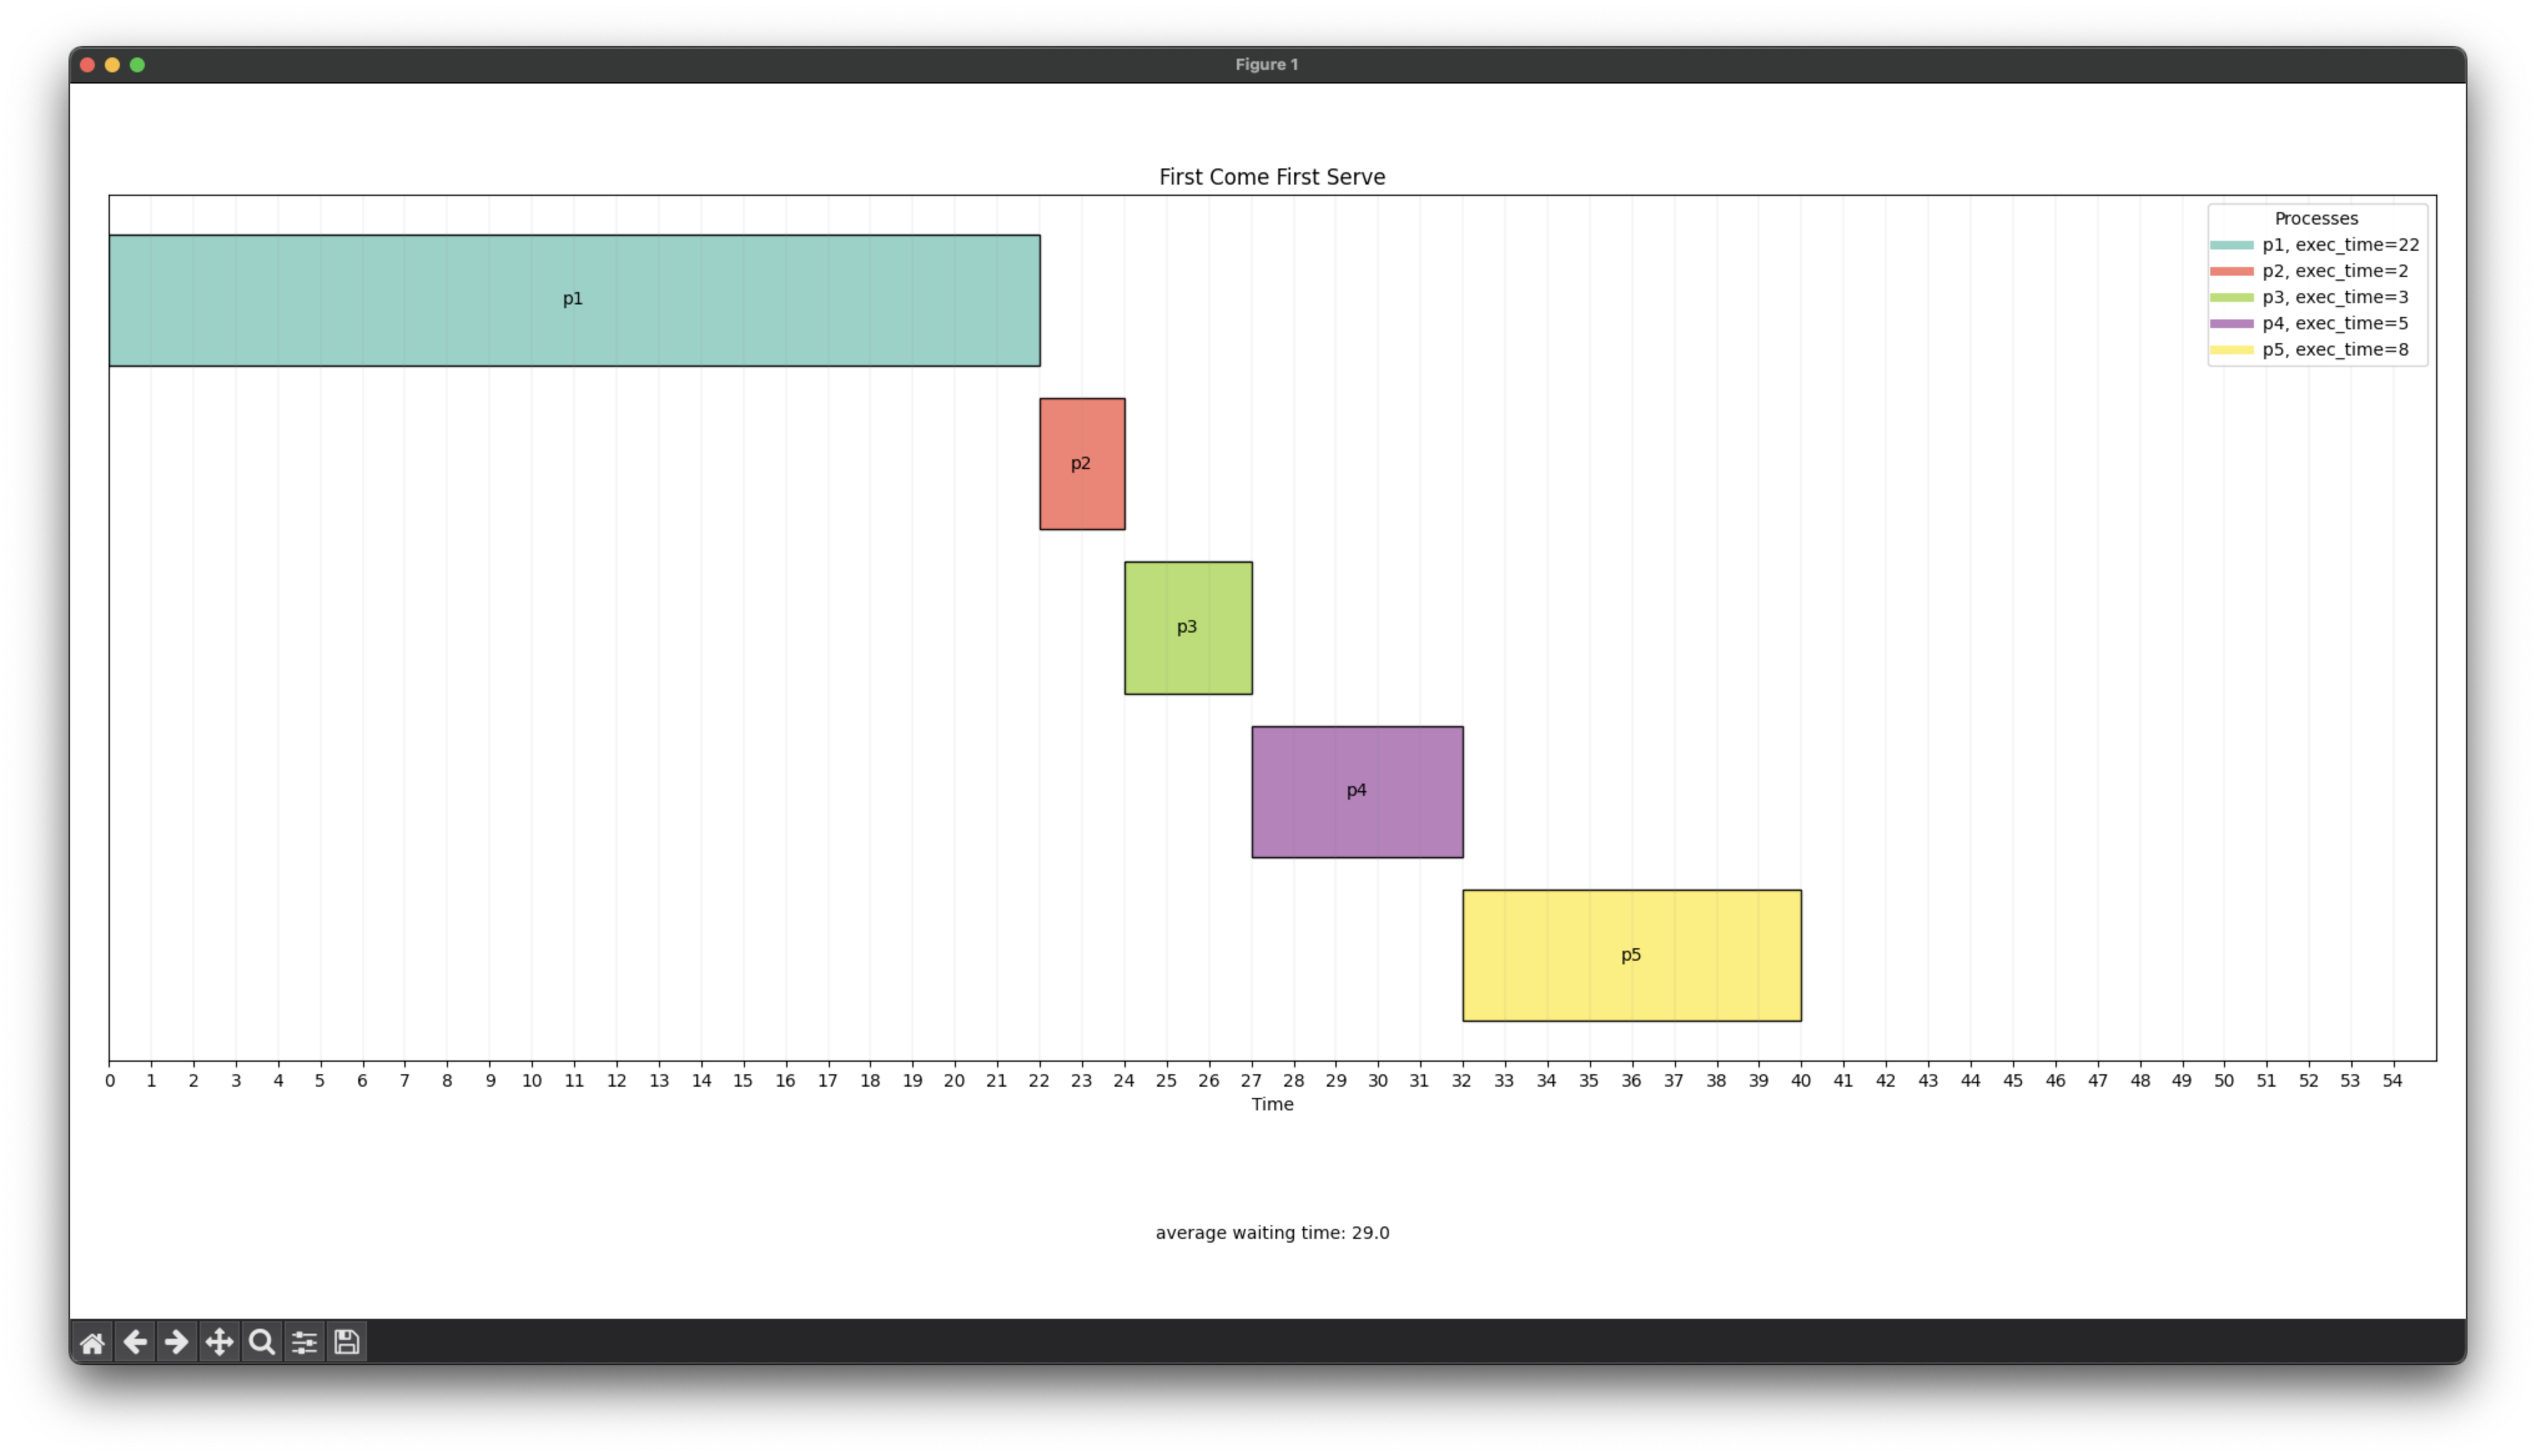 Figure 1
First Come First Serve
Processes
p1, exec_time=22
p2, exec_time=2
p3, exec_time=3
p4, exec_time=5
p5, exec_time=8
p1
p2
p3
p4
p5
0 1 2 3 4 5 6 7 8 9 10 11 12 13 14 15 16 17 18 19 20 21 22 23 24 25 26 27 28 29 30 31 32 33 34 35 36 37 38 39 40 41 42 43 44 45 46 47 48 49 50 51 52 53 54
Time
average waiting time: 29.0